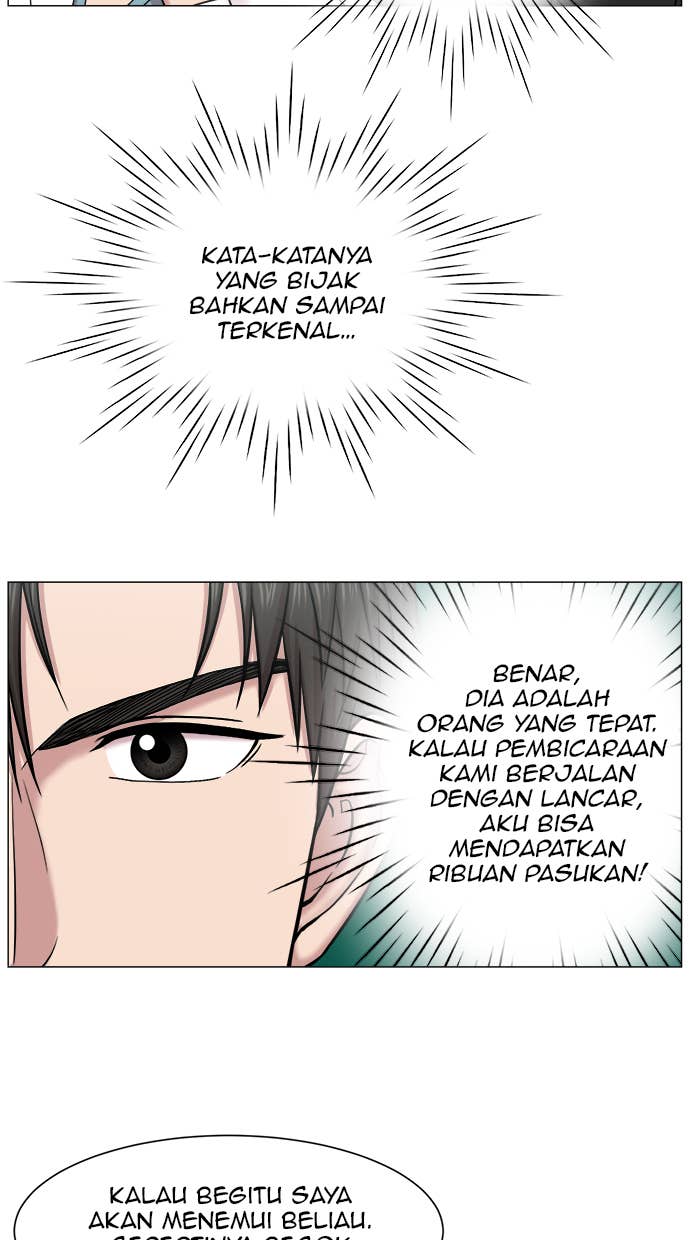 KATA-KATANYA
YANG BIJAK
BAHKAN SAMPAI
TERKENAL...
BENAR,
DIA ADALAH
ORANG YANG TEPAT.
KALAU PEMBICARAAN
KAMI BERJALAN
DENGAN LANCAR,
AKU BISA
MENDAPATKAN
RIBUAN PASUKAN!
KALAU BEGITU SAYA
AKAN MENEMUI BELIAU.